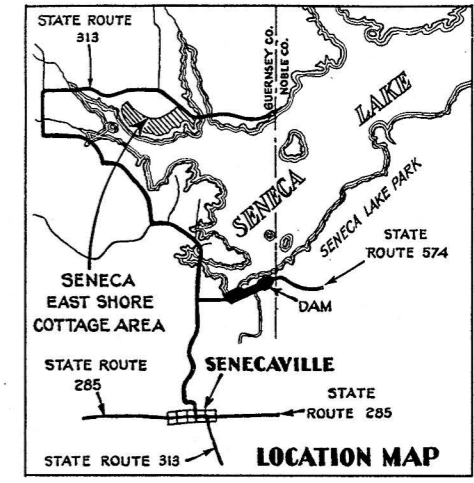 STATE ROUTE
313
GUERNSEY CO.
NOBLE CO.
LAKE
SENECA
SENECA LAKE PARK
STATE
ROUTE 574
SENECA
EAST SHORE
COTTAGE AREA
DAM
STATE ROUTE
285
SENECAVILLE
STATE
ROUTE 285
STATE ROUTE 313
LOCATION MAP